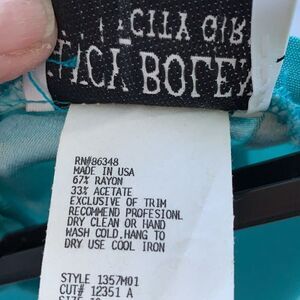 RN#86348
MADE IN USA
67% RAYON
33% ACETATE
EXCLUSIVE OF TRIM
RECOMMEND PROFESIONL
DRY CLEAN OR HAND
WASH COLD.HANG TO
DRY USE COOL IRON
STYLE 1357M01
CUT# 12351 A